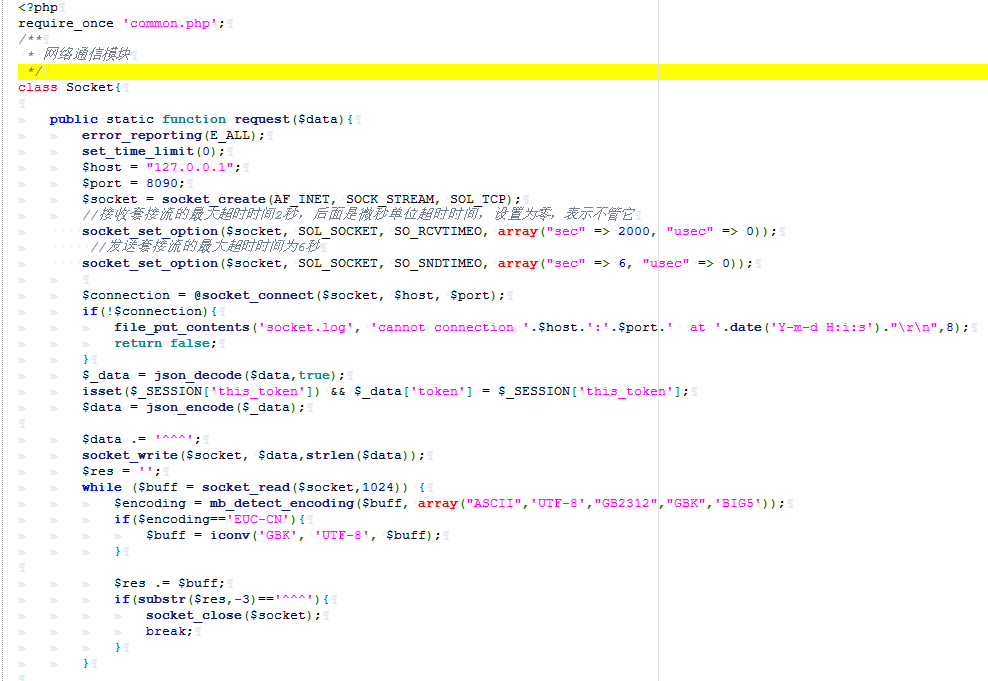 <?php
require_once 'common.php';
/**
 * 网络通信模块
 */
class Socket{

    public static function request($data){
        error_reporting(E_ALL);
        set_time_limit(0);
        $host = "127.0.0.1";
        $port = 8090;
        $socket = socket_create(AF_INET, SOCK_STREAM, SOL_TCP);
        //接收套接流的最大超时时间2秒，后面是微秒单位超时时间，设置为零，表示不管它
        socket_set_option($socket, SOL_SOCKET, SO_RCVTIMEO, array("sec" => 2000, "usec" => 0));
         //发送套接流的最大超时时间为6秒
        socket_set_option($socket, SOL_SOCKET, SO_SNDTIMEO, array("sec" => 6, "usec" => 0));

        $connection = @socket_connect($socket, $host, $port);
        if(!$connection){
            file_put_contents('socket.log', 'cannot connection '.$host.':'.$port.'  at '.date('Y-m-d H:i:s')."\r\n",8);
            return false;
        }
        $_data = json_decode($data,true);
        isset($_SESSION['this_token']) && $_data['token'] = $_SESSION['this_token'];
        $data = json_encode($_data);

        $data .= '^^^';
        socket_write($socket, $data,strlen($data));
        $res = '';
        while ($buff = socket_read($socket,1024)) {
            $encoding = mb_detect_encoding($buff, array("ASCII",'UTF-8',"GB2312","GBK",'BIG5'));
            if($encoding=='EUC-CN'){
                $buff = iconv('GBK', 'UTF-8', $buff);
            }

            $res .= $buff;
            if(substr($res,-3)=='^^^'){
                socket_close($socket);
                break;
            }
        }